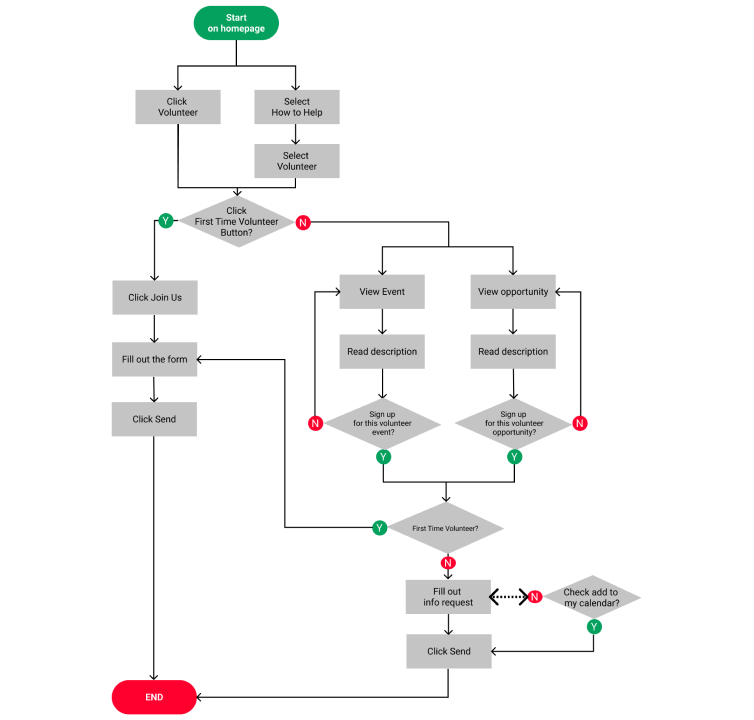 Start
on homepage
Click
Volunteer
Select
How to Help
Select
Volunteer
Click
First Time Volunteer
Button?
Y
N
Click Join Us
View Event
View opportunity
Fill out the form
Read description
Read description
Click Send
N
Sign up
for this volunteer
event?
Sign up
for this volunteer
opportunity?
N
Y
Y
Y
First Time Volunteer?
N
Fill out
info request
N
Check add to
my calendar?
Y
Click Send
END